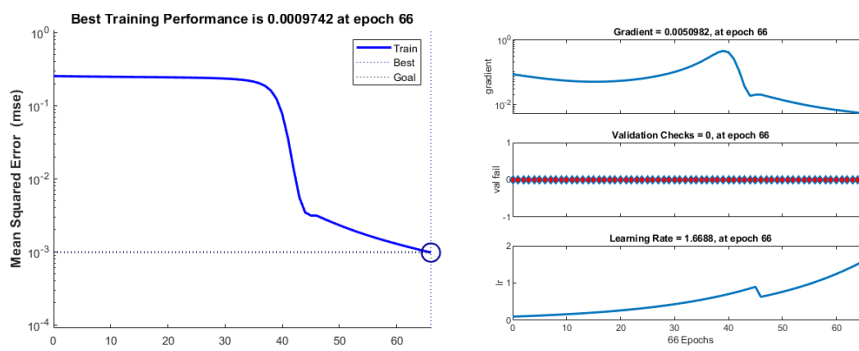 Best Training Performance is 0.0009742 at epoch 66
Mean Squared Error (mse)
10^0
10^-1
10^-2
10^-3
10^-4
0 10 20 30 40 50 60
Train
Best
Goal
Gradient = 0.0050982, at epoch 66
gradient
10^0
10^-2
Validation Checks = 0, at epoch 66
val fail
1
0
-1
Learning Rate = 1.6688, at epoch 66
lr
2
1
0
0 10 20 30 40 50 60
66 Epochs